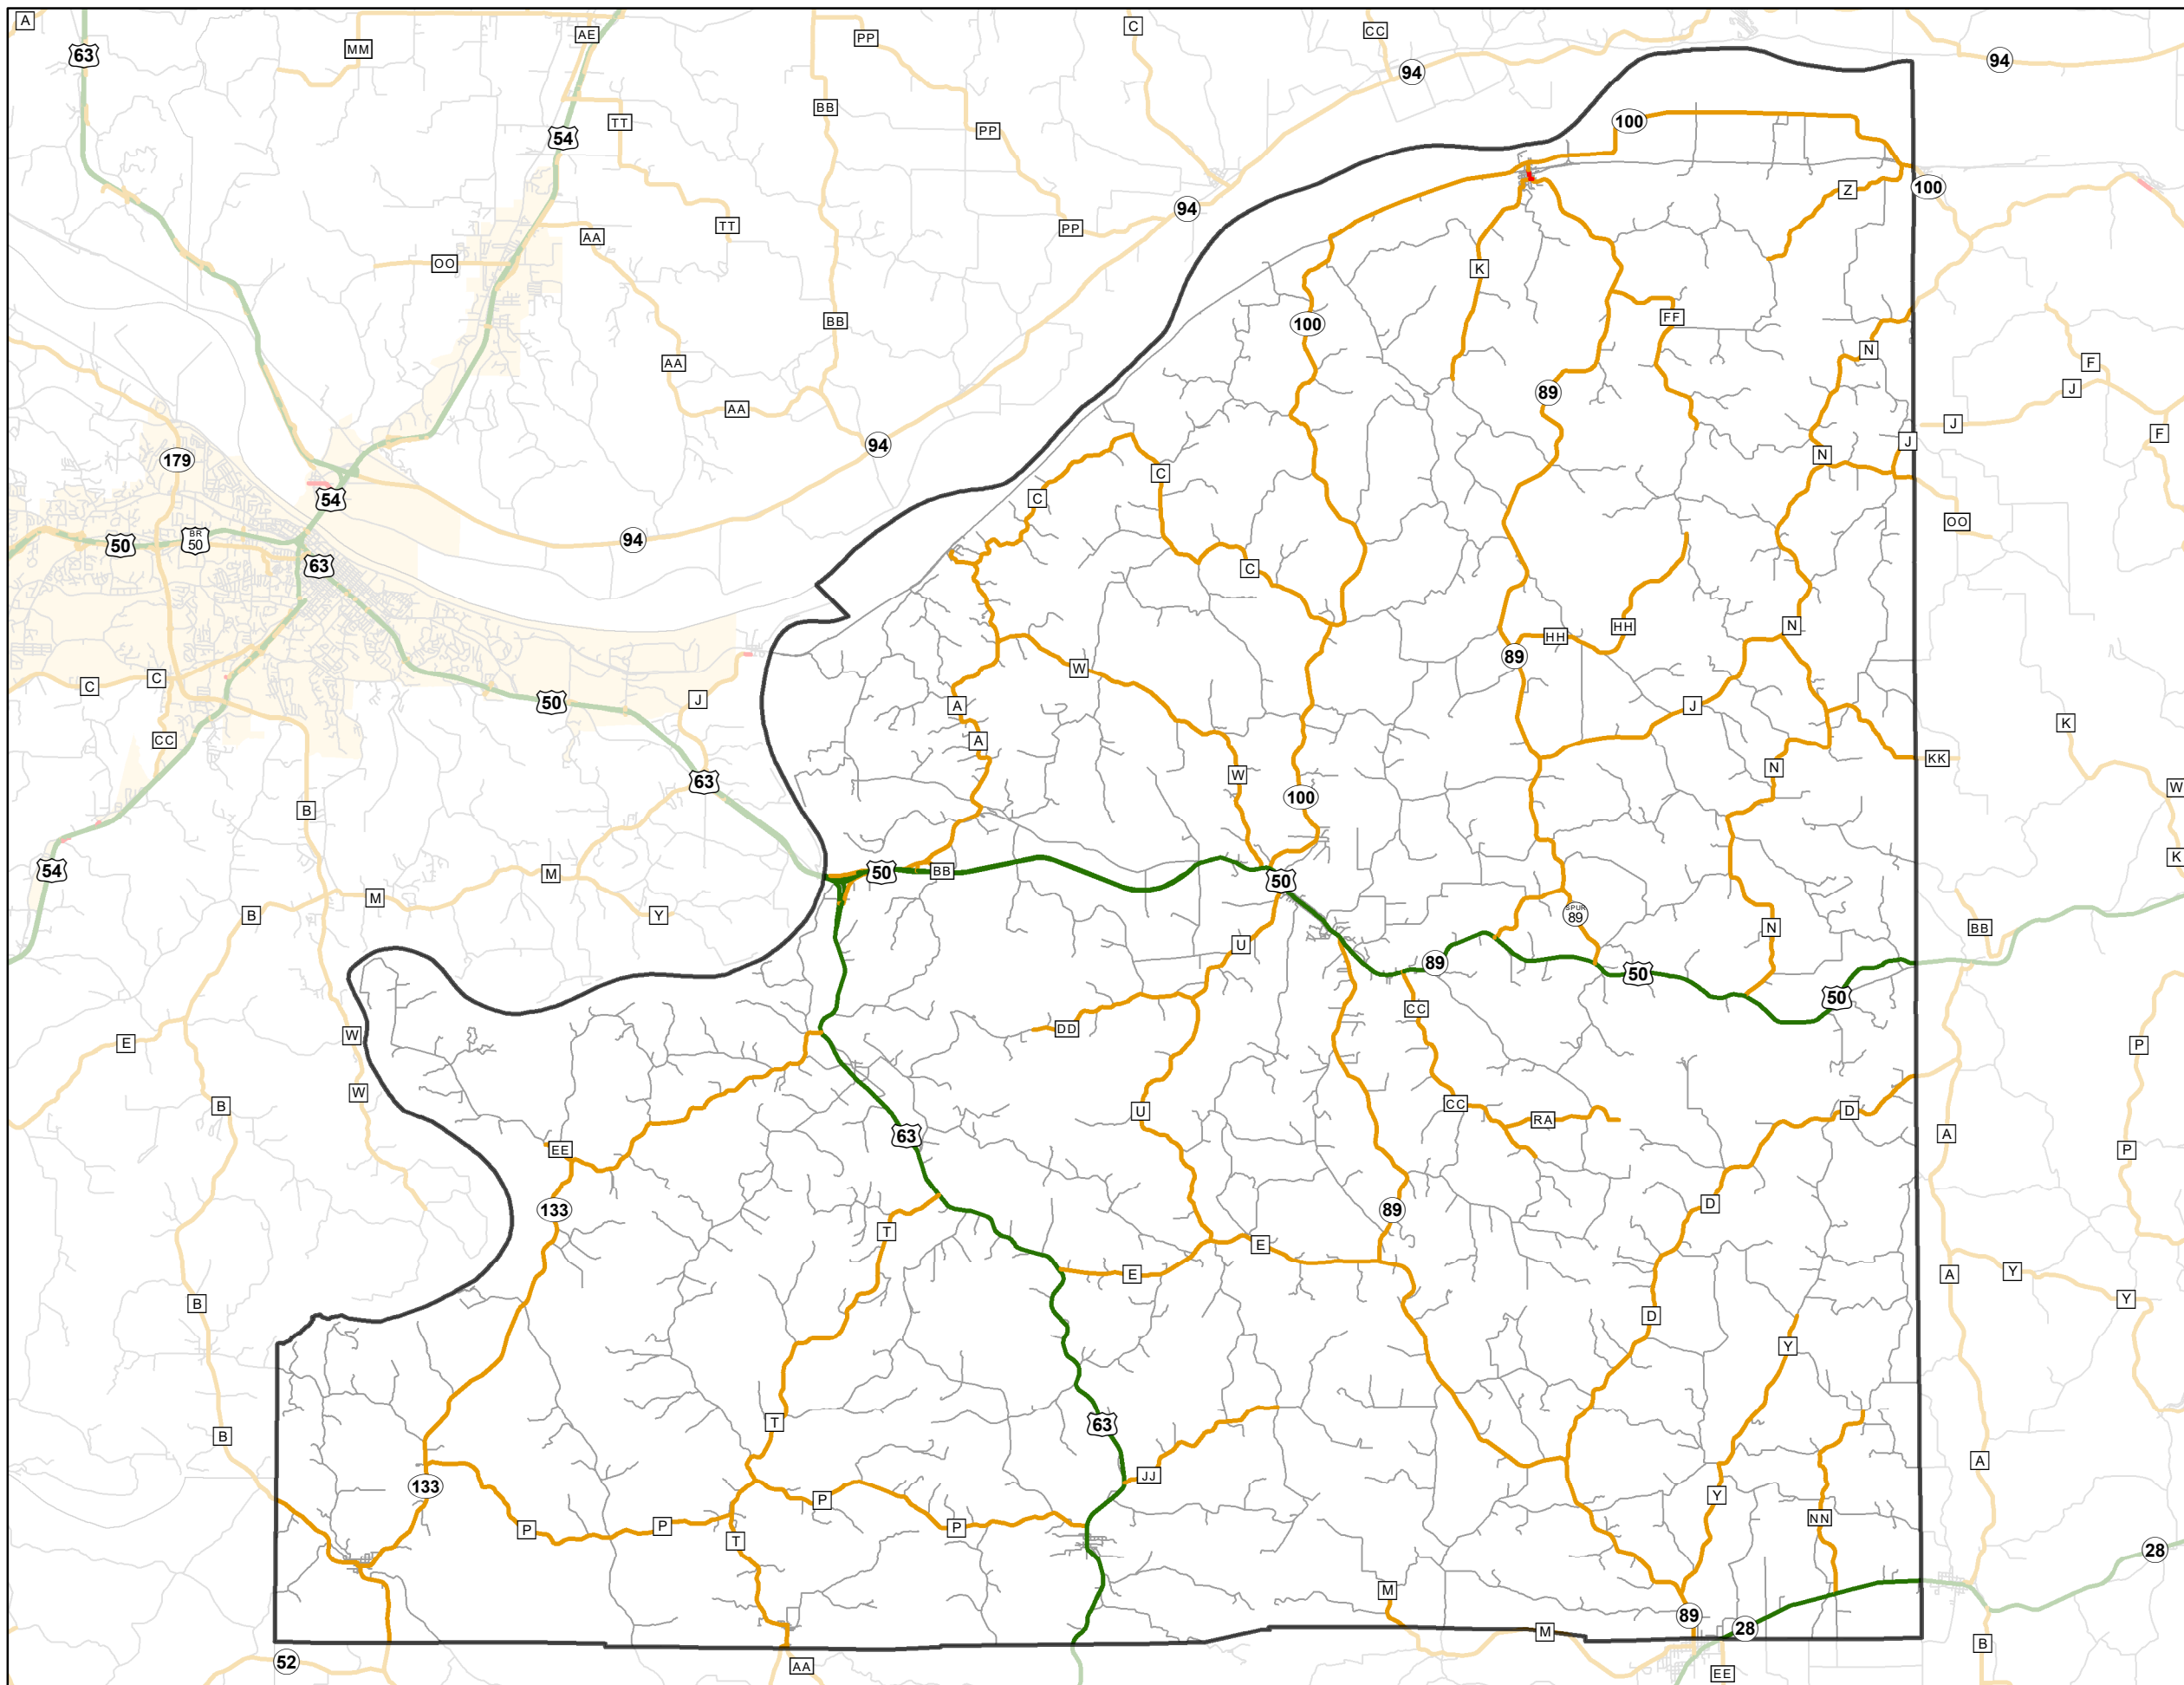 A
63
MM
AE
PP
C
CC
94
94
BB
TT
54
PP
100
100
Z
94
PP
TT
AA
OO
K
BB
100
FF
N
F
J
AA
AA
89
94
J
F
J
N
179
C
C
54
OO
50
BR
50
94
63
C
HH
HH
N
89
W
C
C
J
50
A
J
K
CC
A
W
N
KK
63
100
W
B
50
BB
54
M
M
50
K
B
Y
SPUR
89
N
BB
U
89
50
50
CC
DD
W
E
P
W
B
U
CC
RA
D
A
63
EE
P
133
89
D
T
E
E
A
Y
B
D
Y
Y
T
63
B
JJ
A
133
P
Y
NN
P
P
P
T
28
M
89
28
M
B
52
AA
EE